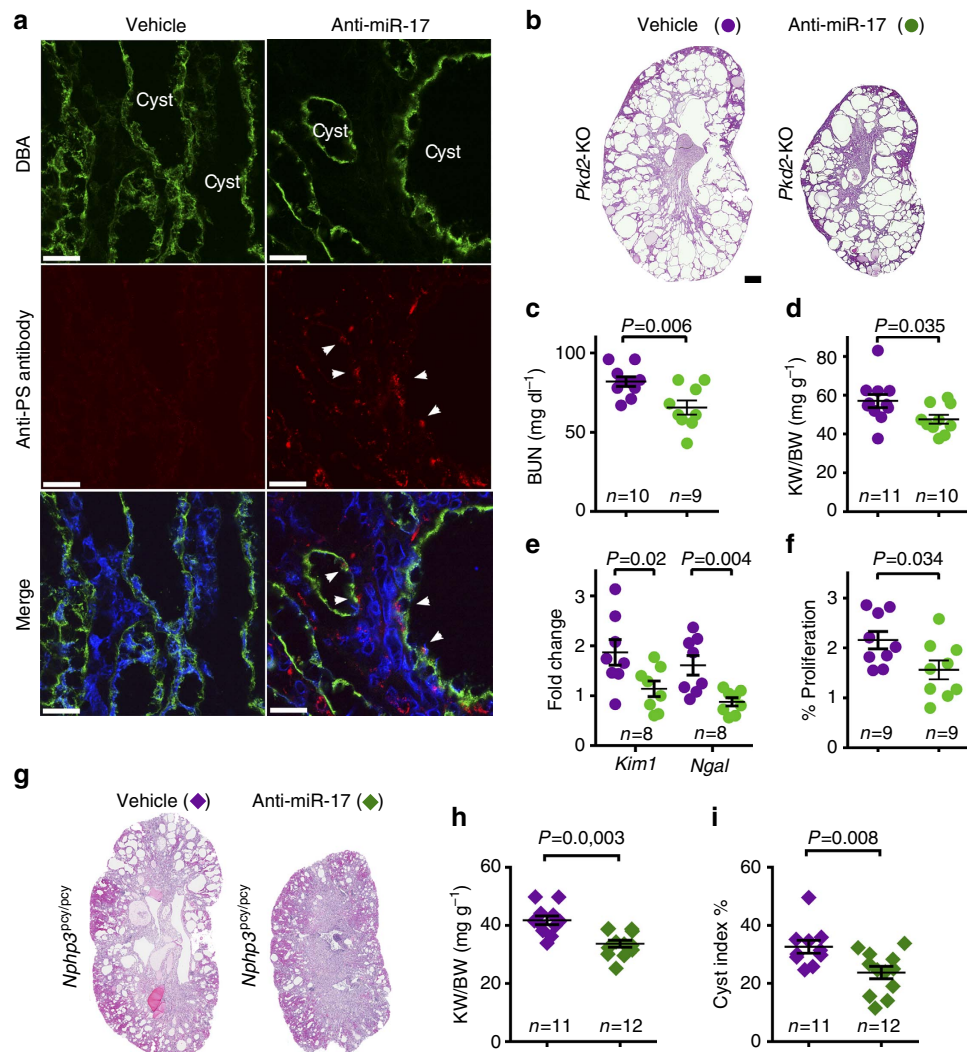 a
Vehicle
Anti-miR-17
DBA
Cyst
Cyst
Cyst
Cyst
Anti-PS antibody
Merge
b
Vehicle (●)
Anti-miR-17 (●)
Pkd2-KO
Pkd2-KO
c
P=0.006
BUN (mg dl⁻¹)
100
50
0
n=10
n=9
d
P=0.035
KW/BW (mg g⁻¹)
80
60
40
20
0
n=11
n=10
e
P=0.02
P=0.004
Fold change
3
2
1
0
n=8
n=8
Kim1
Ngal
f
P=0.034
% Proliferation
3
2
1
0
n=9
n=9
g
Vehicle (◆)
Anti-miR-17 (◆)
Nphp3ᵖᶜʸ/ᵖᶜʸ
Nphp3ᵖᶜʸ/ᵖᶜʸ
h
P=0.0,003
KW/BW (mg g⁻¹)
60
40
20
0
n=11
n=12
i
P=0.008
Cyst index %
60
40
20
0
n=11
n=12